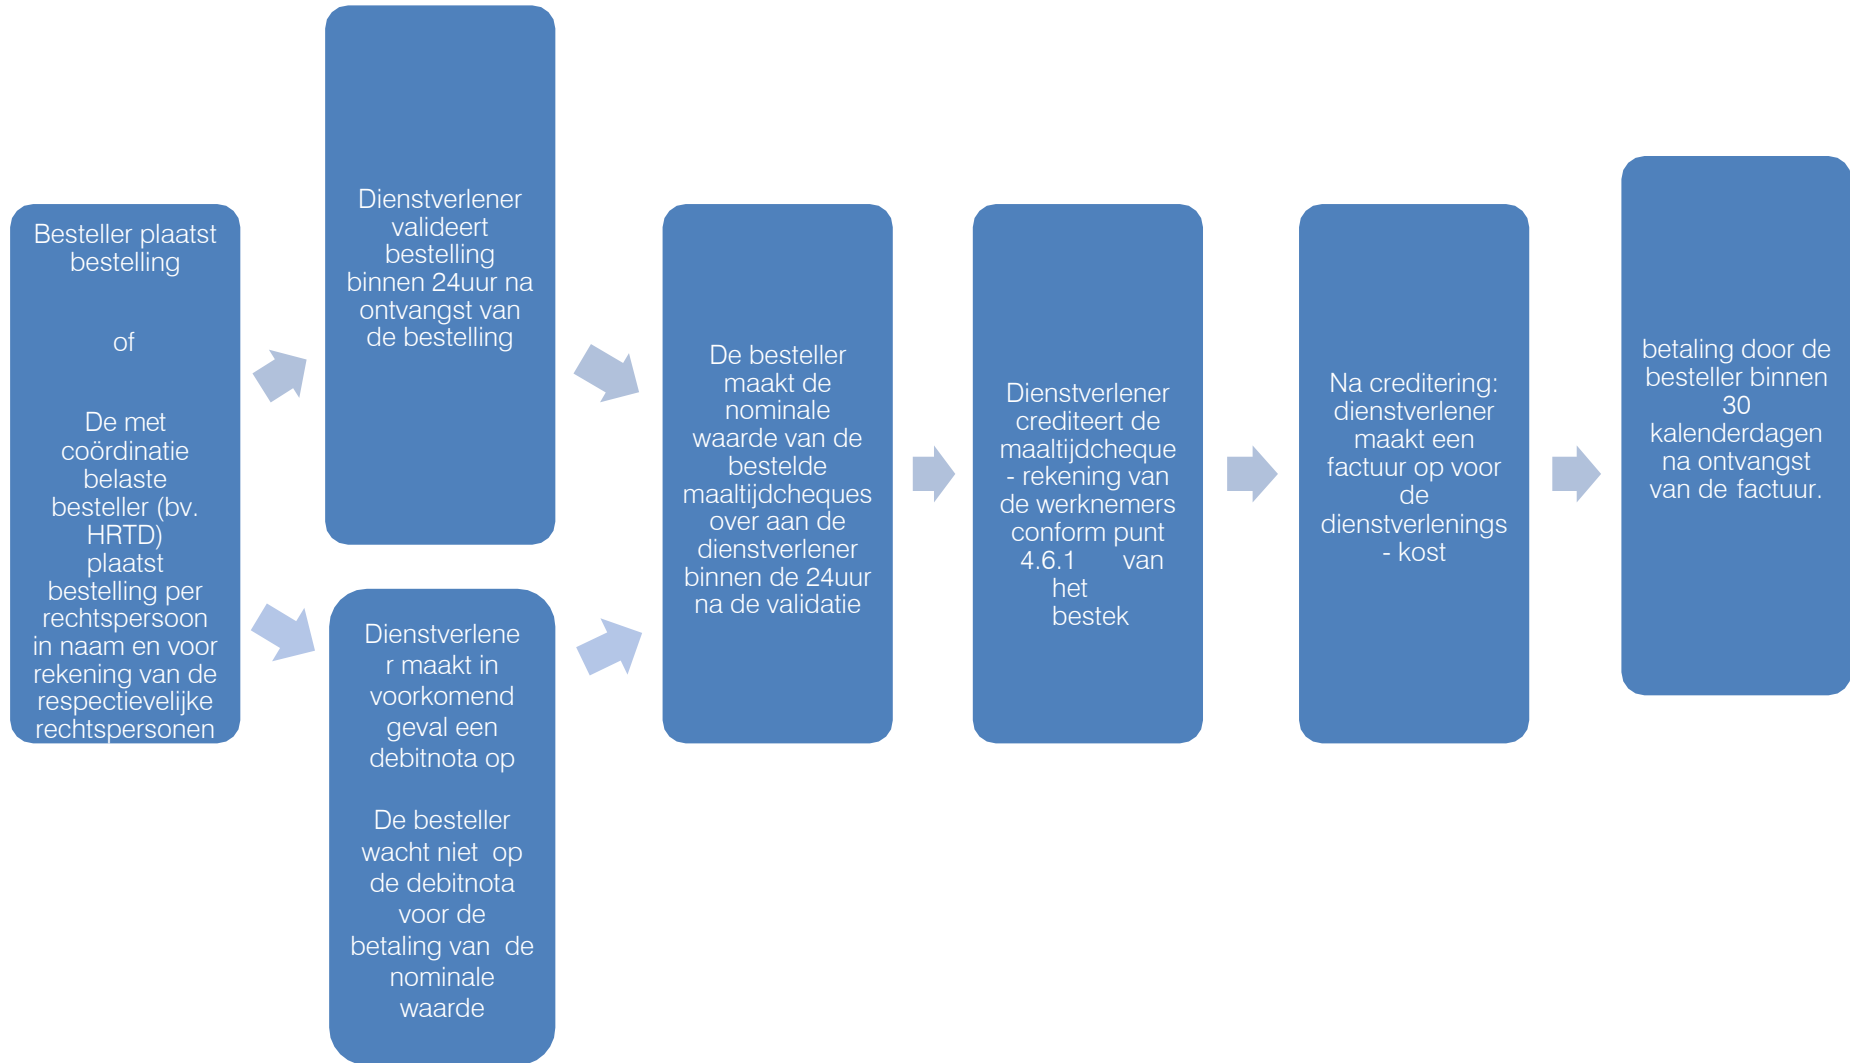 Besteller plaatst
bestelling
of
De met
coördinatie
belaste
besteller (bv.
HRTD)
plaatst
bestelling per
rechtspersoon
in naam en voor
rekening van de
respectievelijke
rechtspersonen
Dienstverlener
valideert
bestelling
binnen 24uur na
ontvangst van
de bestelling
Dienstverlene
r maakt in
voorkomend
geval een
debitnota op
De besteller
wacht niet op
de debitnota
voor de
betaling van de
nominale
waarde
De besteller
maakt de
nominale
waarde van de
bestelde
maaltijdcheques
over aan de
dienstverlener
binnen de 24uur
na de validatie
Dienstverlener
crediteert de
maaltijdcheque
- rekening van
de werknemers
conform punt
4.6.1 van
het
bestek
Na creditering:
dienstverlener
maakt een
factuur op voor
de
dienstverlenings
- kost
betaling door de
besteller binnen
30
kalenderdagen
na ontvangst
van de factuur.